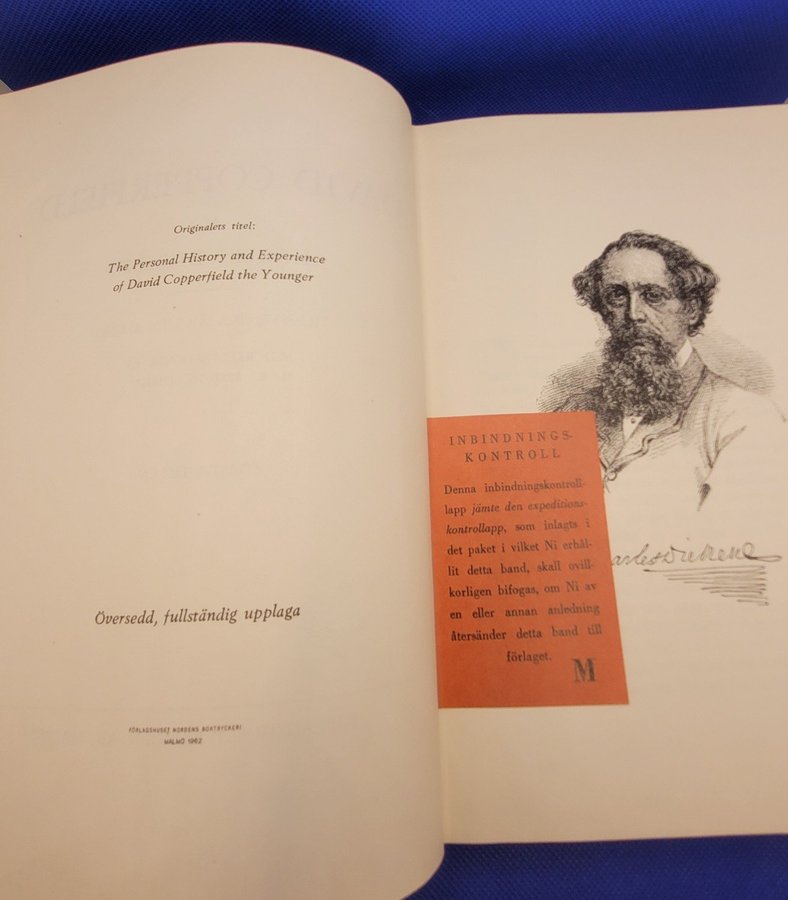 Originalets titel:
The Personal History and Experience
of David Copperfield the Younger
Översedd, fullständig upplaga
FÖRLAGSHUSET NORDENS BOKTRYCKERI
MALMÖ 1962
INBINDNINGS-
KONTROLL
Denna inbindningskontroll-
lapp jämte den expeditions-
kontrollapp, som inlagts i
det paket i vilket Ni erhål-
lit detta band, skall ovill-
korligen bifogas, om Ni av
en eller annan anledning
återsänder detta band till
förlaget.
M
arles Dickens